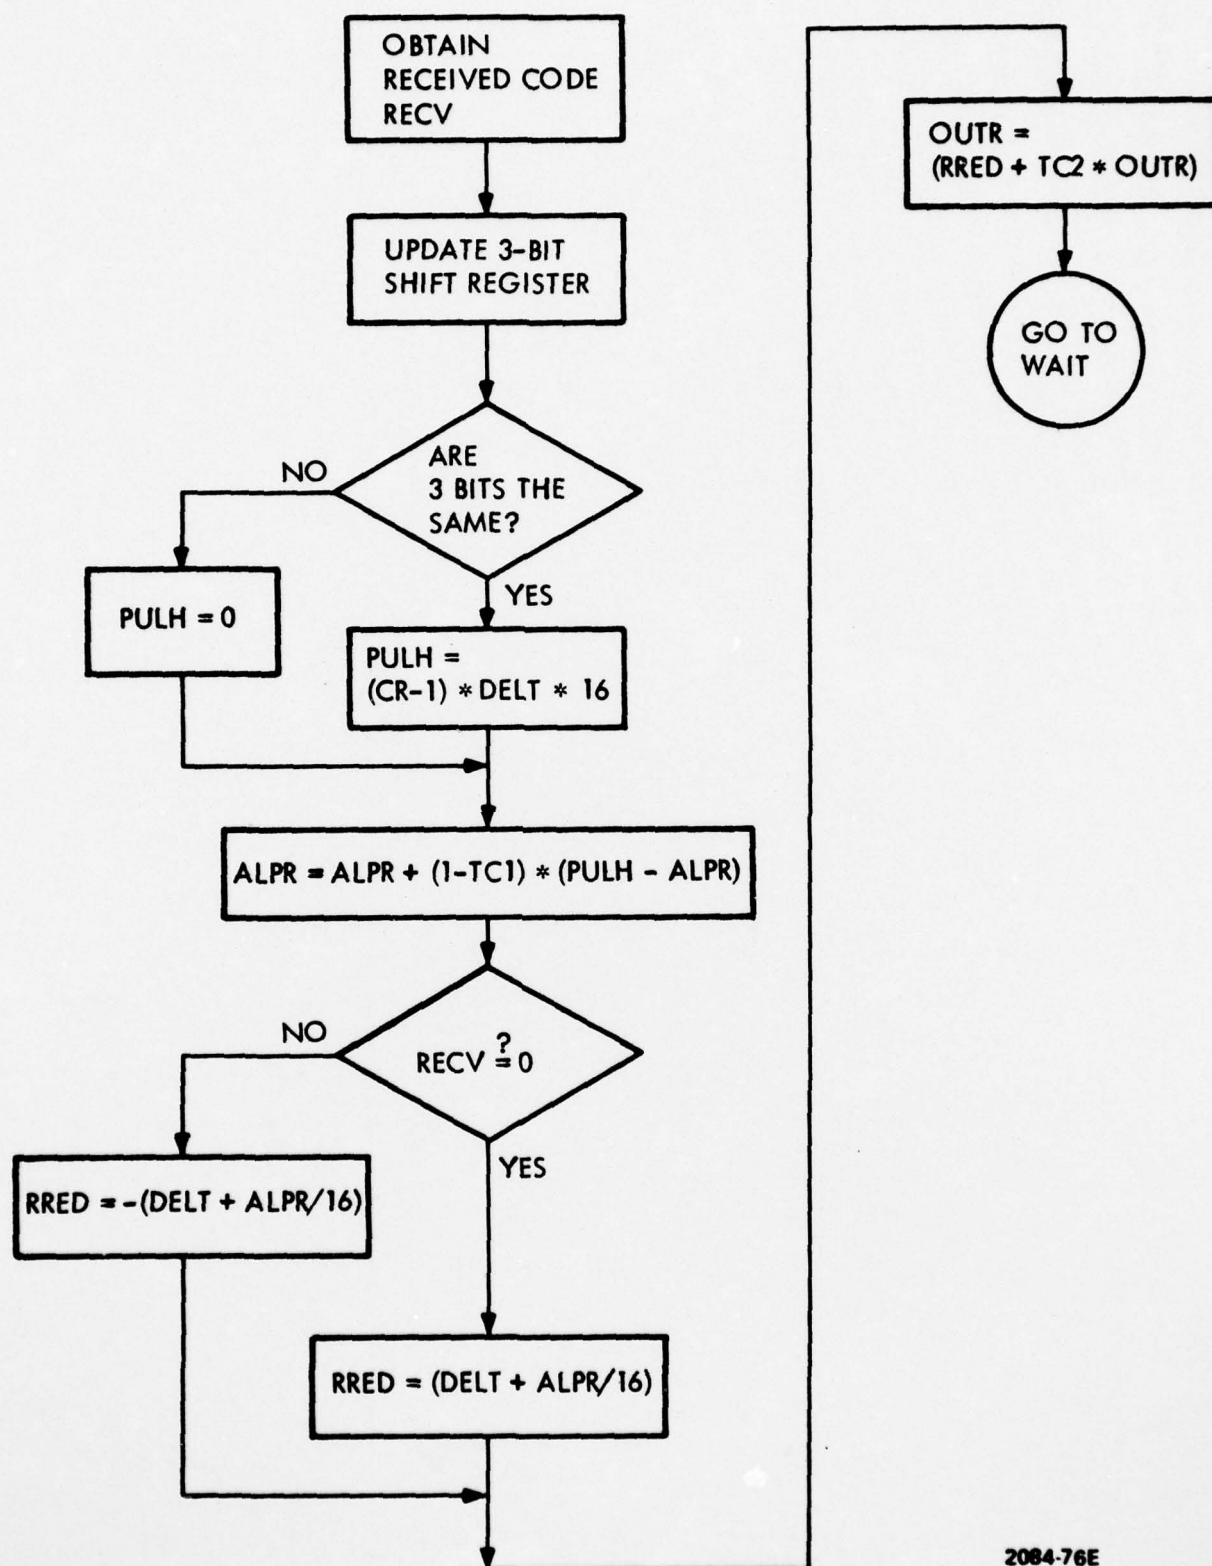 OBTAIN
RECEIVED CODE
RECV
UPDATE 3-BIT
SHIFT REGISTER
ARE
3 BITS THE
SAME?
NO
YES
PULH = 0
PULH =
(CR-1) * DELT * 16
ALPR = ALPR + (1-TC1) * (PULH - ALPR)
RECV ?= 0
NO
YES
RRED = -(DELT + ALPR/16)
RRED = (DELT + ALPR/16)
OUTR =
(RRED + TC2 * OUTR)
GO TO
WAIT
2084-76E